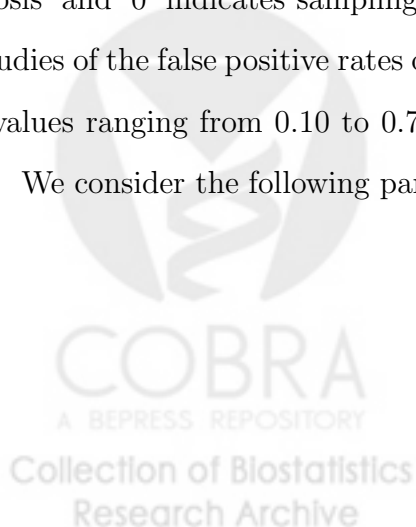 osis" and "0" indicates sampling
udies of the false positive rates o
values ranging from 0.10 to 0.7
We consider the following par
COBRA
A BEPRESS REPOSITORY
Collection of Biostatistics
Research Archive